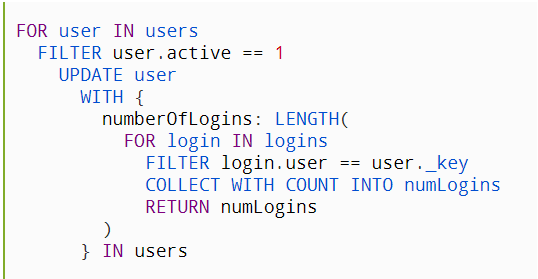 FOR user IN users
FILTER user.active == 1
UPDATE user
WITH {
numberOfLogins: LENGTH(
FOR login IN logins
FILTER login.user == user._key
COLLECT WITH COUNT INTO numLogins
RETURN numLogins
)
} IN users